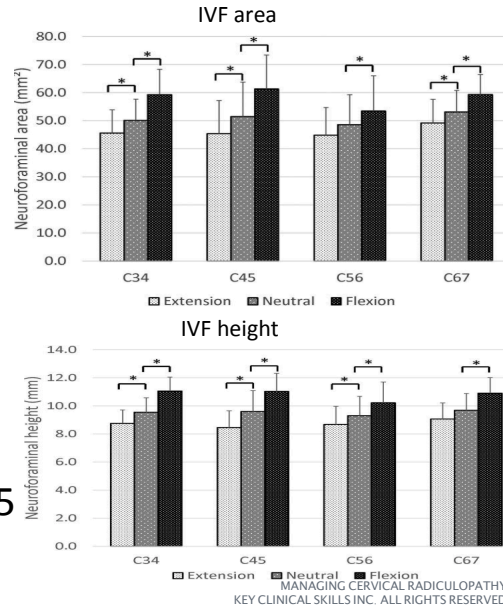 IVF area
Neuroforaminal area (mm²)
80.0
70.0
60.0
50.0
40.0
30.0
20.0
10.0
0.0
* * * * * * *
C34 C45 C56 C67
Extension Neutral Flexion
IVF height
Neuroforaminal height (mm)
14.0
12.0
10.0
8.0
6.0
4.0
2.0
0.0
* * * * * * *
5
C34 C45 C56 C67
Extension Neutral Flexion
MANAGING CERVICAL RADICULOPATHY
KEY CLINICAL SKILLS INC. ALL RIGHTS RESERVED